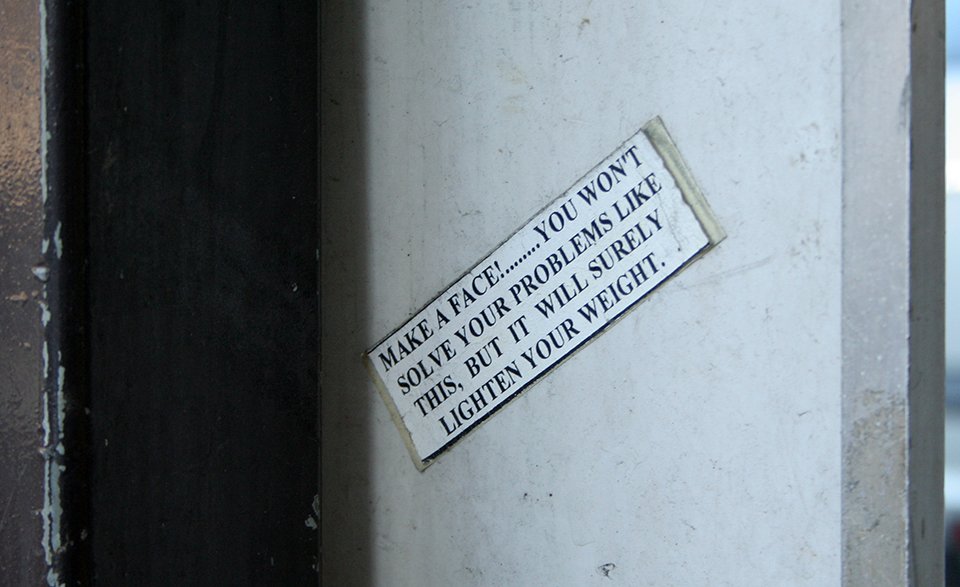 MAKE A FACE!........YOU WON'T
SOLVE YOUR PROBLEMS LIKE
THIS, BUT IT WILL SURELY
LIGHTEN YOUR WEIGHT.